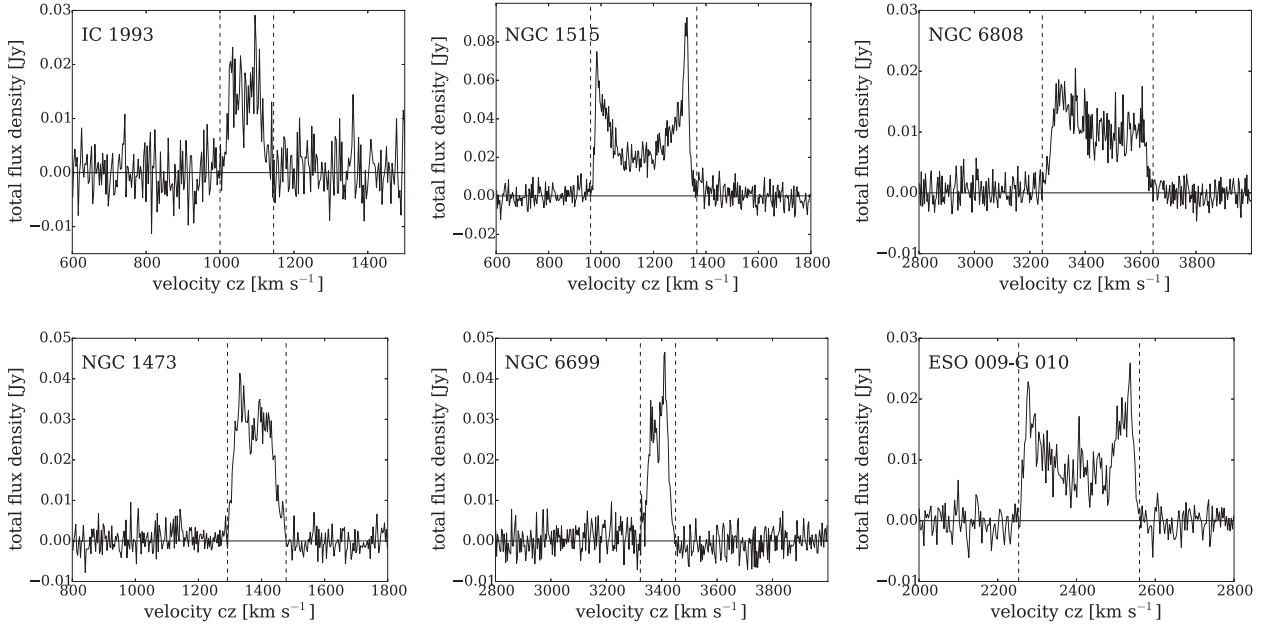 0.03
0.02
0.01
0.00
−0.01
600 800 1000 1200 1400
total flux density [Jy]
velocity cz [km s−1]
IC 1993
0.08
0.06
0.04
0.02
0.00
−0.02
600 800 1000 1200 1400 1600 1800
total flux density [Jy]
velocity cz [km s−1]
NGC 1515
0.03
0.02
0.01
0.00
−0.01
2800 3000 3200 3400 3600 3800
total flux density [Jy]
velocity cz [km s−1]
NGC 6808
0.05
0.04
0.03
0.02
0.01
0.00
−0.01
800 1000 1200 1400 1600 1800
total flux density [Jy]
velocity cz [km s−1]
NGC 1473
0.05
0.04
0.03
0.02
0.01
0.00
−0.01
2800 3000 3200 3400 3600 3800
total flux density [Jy]
velocity cz [km s−1]
NGC 6699
0.03
0.02
0.01
0.00
−0.01
2000 2200 2400 2600 2800
total flux density [Jy]
velocity cz [km s−1]
ESO 009-G 010